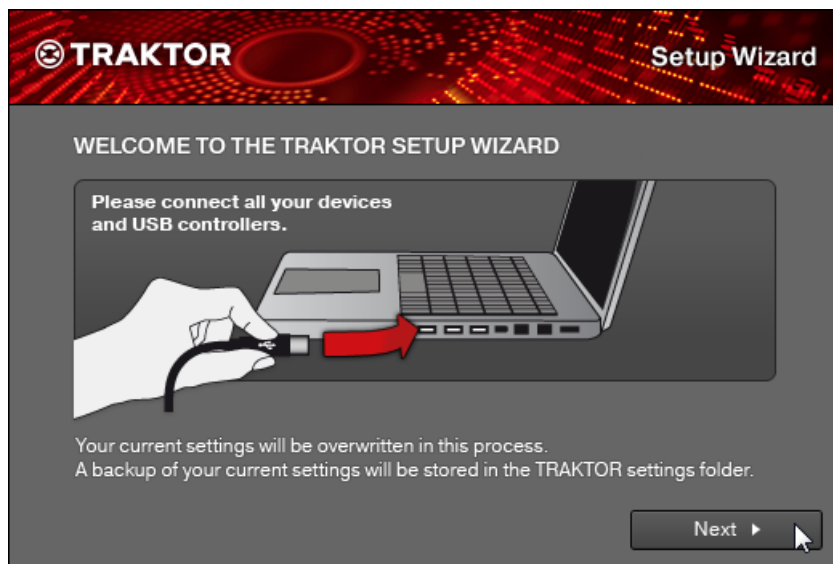 TRAKTOR
Setup Wizard
WELCOME TO THE TRAKTOR SETUP WIZARD
Please connect all your devices
and USB controllers.
Your current settings will be overwritten in this process.
A backup of your current settings will be stored in the TRAKTOR settings folder.
Next